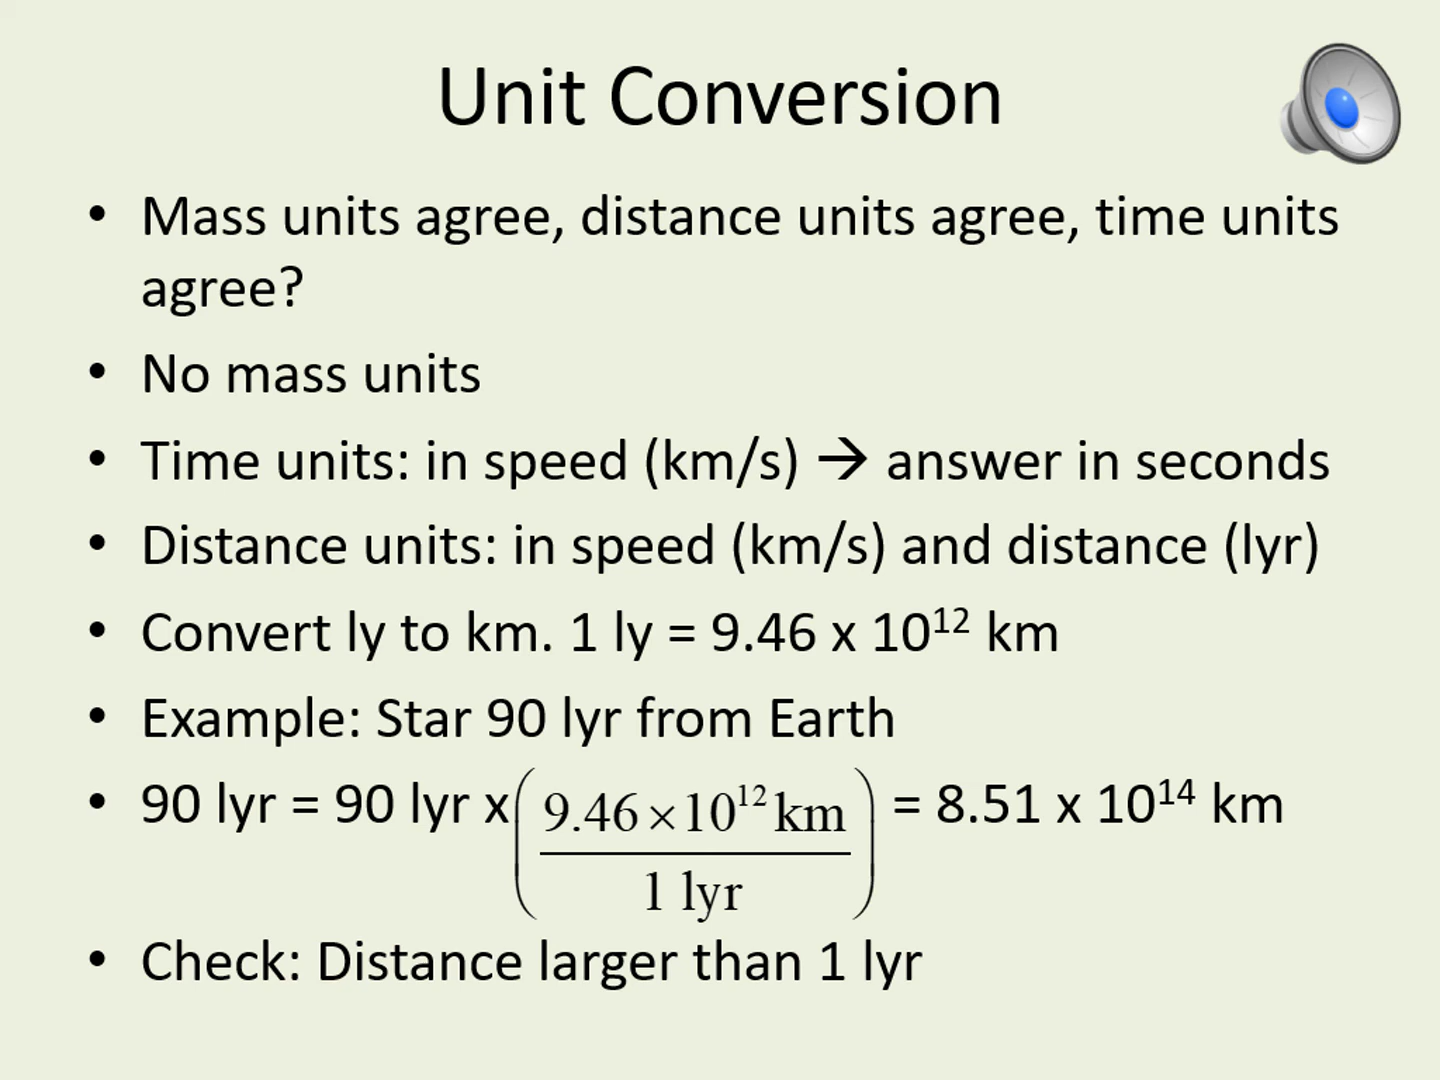 Unit Conversion
• Mass units agree, distance units agree, time units
agree?
• No mass units
• Time units: in speed (km/s) → answer in seconds
• Distance units: in speed (km/s) and distance (lyr)
• Convert ly to km. 1 ly = 9.46 x 10¹² km
• Example: Star 90 lyr from Earth
• 90 lyr = 90 lyr x (9.46 × 10¹² km / 1 lyr) = 8.51 x 10¹⁴ km
• Check: Distance larger than 1 lyr